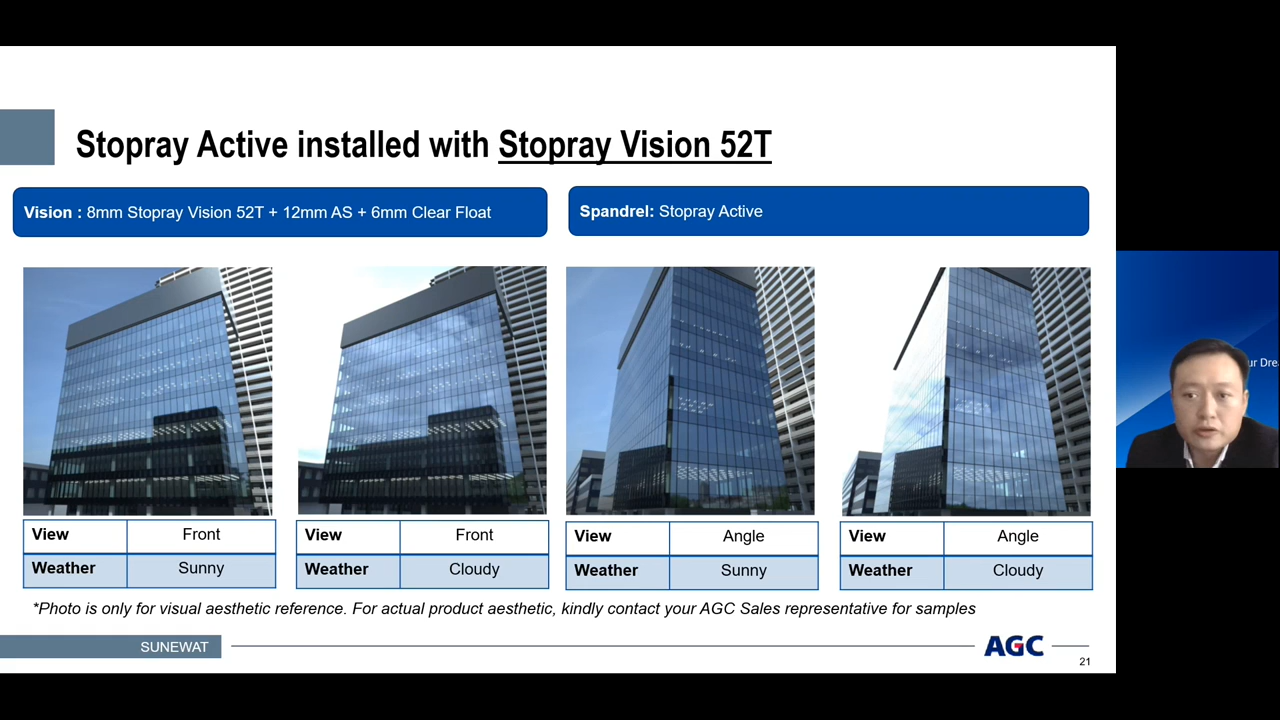 Stopray Active installed with Stopray Vision 52T
Vision : 8mm Stopray Vision 52T + 12mm AS + 6mm Clear Float
Spandrel: Stopray Active
View Front
Weather Sunny
View Front
Weather Cloudy
View Angle
Weather Sunny
View Angle
Weather Cloudy
*Photo is only for visual aesthetic reference. For actual product aesthetic, kindly contact your AGC Sales representative for samples
SUNEWAT
AGC
21